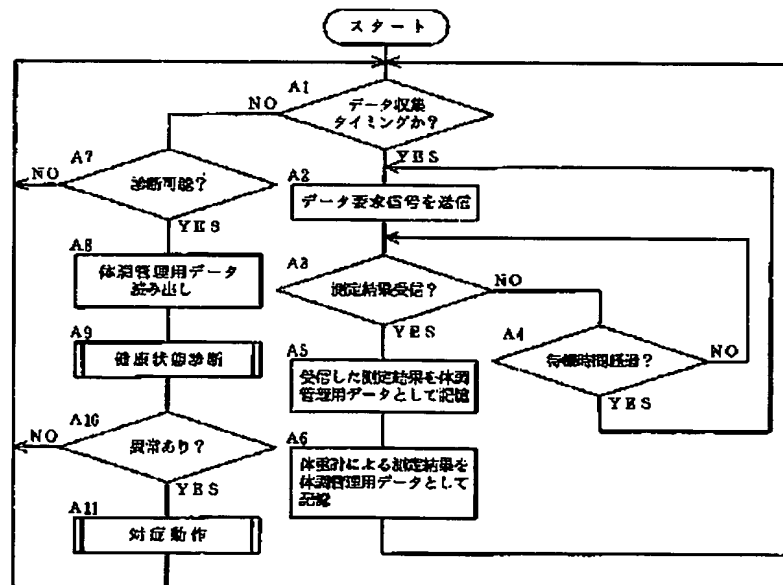 スタート
A1
NO
データ収集
タイミングか?
YES
A7
NO
診断可能?
YES
A2
データ要求信号を送信
A8
体調管理用データ
読み出し
A3
測定結果受信?
NO
YES
A4
待機時間経過?
NO
YES
A9
健康状態診断
A5
受信した測定結果を体調
管理用データとして記憶
A10
NO
異常あり?
YES
A6
体重計による測定結果を
体調管理用データとして
記憶
A11
対症動作